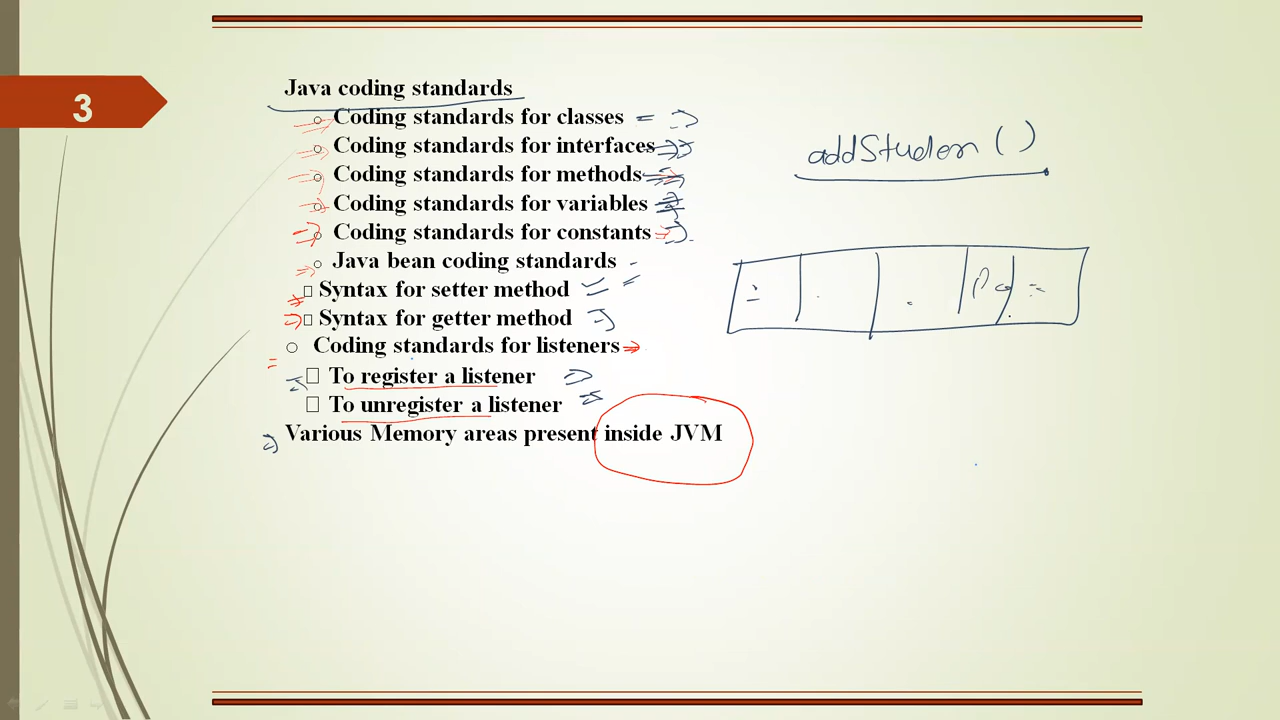 3
Java coding standards
Coding standards for classes
Coding standards for interfaces
Coding standards for methods
Coding standards for variables
Coding standards for constants
Java bean coding standards
Syntax for setter method
Syntax for getter method
Coding standards for listeners
To register a listener
To unregister a listener
Various Memory areas present inside JVM
addStuden ( )